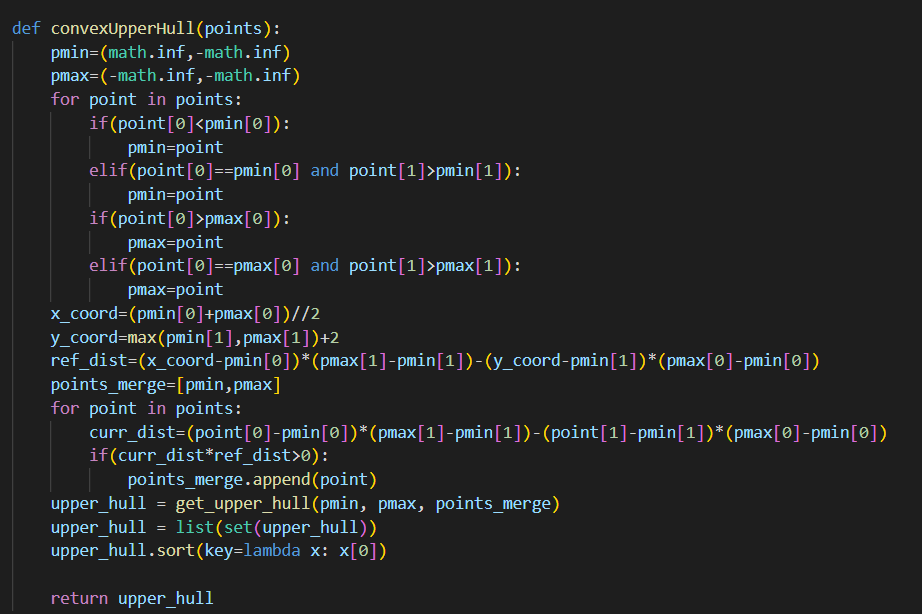 def convexUpperHull(points):
    pmin=(math.inf,-math.inf)
    pmax=(-math.inf,-math.inf)
    for point in points:
        if(point[0]<pmin[0]):
            pmin=point
        elif(point[0]==pmin[0] and point[1]>pmin[1]):
            pmin=point
        if(point[0]>pmax[0]):
            pmax=point
        elif(point[0]==pmax[0] and point[1]>pmax[1]):
            pmax=point
    x_coord=(pmin[0]+pmax[0])//2
    y_coord=max(pmin[1],pmax[1])+2
    ref_dist=(x_coord-pmin[0])*(pmax[1]-pmin[1])-(y_coord-pmin[1])*(pmax[0]-pmin[0])
    points_merge=[pmin,pmax]
    for point in points:
        curr_dist=(point[0]-pmin[0])*(pmax[1]-pmin[1])-(point[1]-pmin[1])*(pmax[0]-pmin[0])
        if(curr_dist*ref_dist>0):
            points_merge.append(point)
    upper_hull = get_upper_hull(pmin, pmax, points_merge)
    upper_hull = list(set(upper_hull))
    upper_hull.sort(key=lambda x: x[0])

    return upper_hull